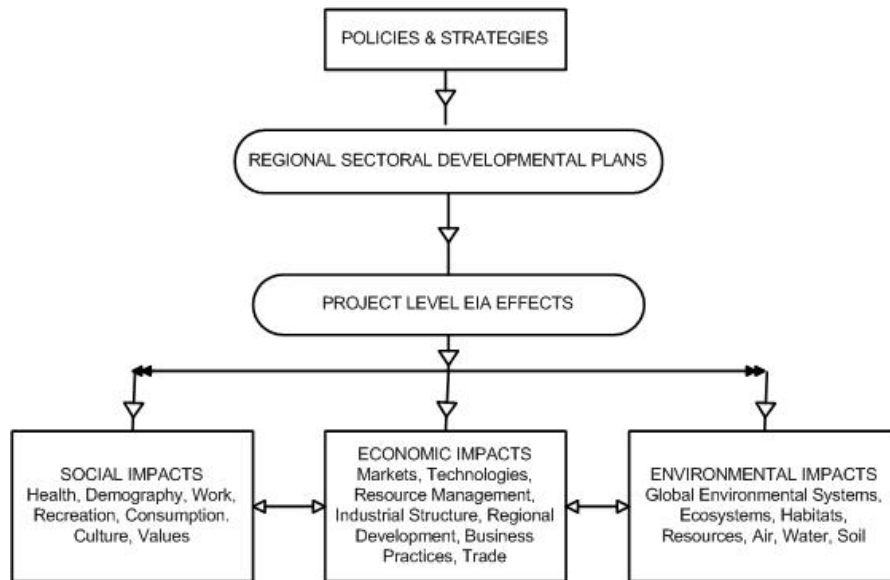 POLICIES & STRATEGIES
REGIONAL SECTORAL DEVELOPMENTAL PLANS
PROJECT LEVEL EIA EFFECTS
SOCIAL IMPACTS
Health, Demography, Work,
Recreation, Consumption.
Culture, Values
ECONOMIC IMPACTS
Markets, Technologies,
Resource Management,
Industrial Structure, Regional
Development, Business
Practices, Trade
ENVIRONMENTAL IMPACTS
Global Environmental Systems,
Ecosystems, Habitats,
Resources, Air, Water, Soil